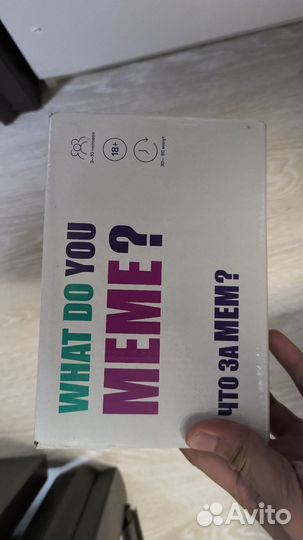 WHAT DO YOU
MEME?
ЧТО ЗА МЕМ?
3–10 человек
18+
30–90 минут
Avito